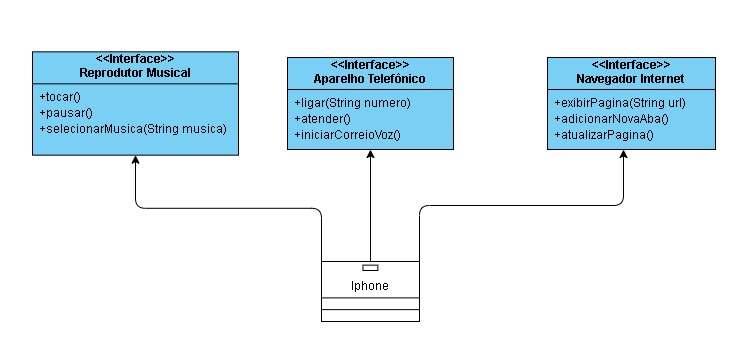 <<Interface>>
Reprodutor Musical
+tocar()
+pausar()
+selecionarMusica(String musica)
<<Interface>>
Aparelho Telefônico
+ligar(String numero)
+atender()
+iniciarCorreioVoz()
<<Interface>>
Navegador Internet
+exibirPagina(String url)
+adicionarNovaAba()
+atualizarPagina()
Iphone